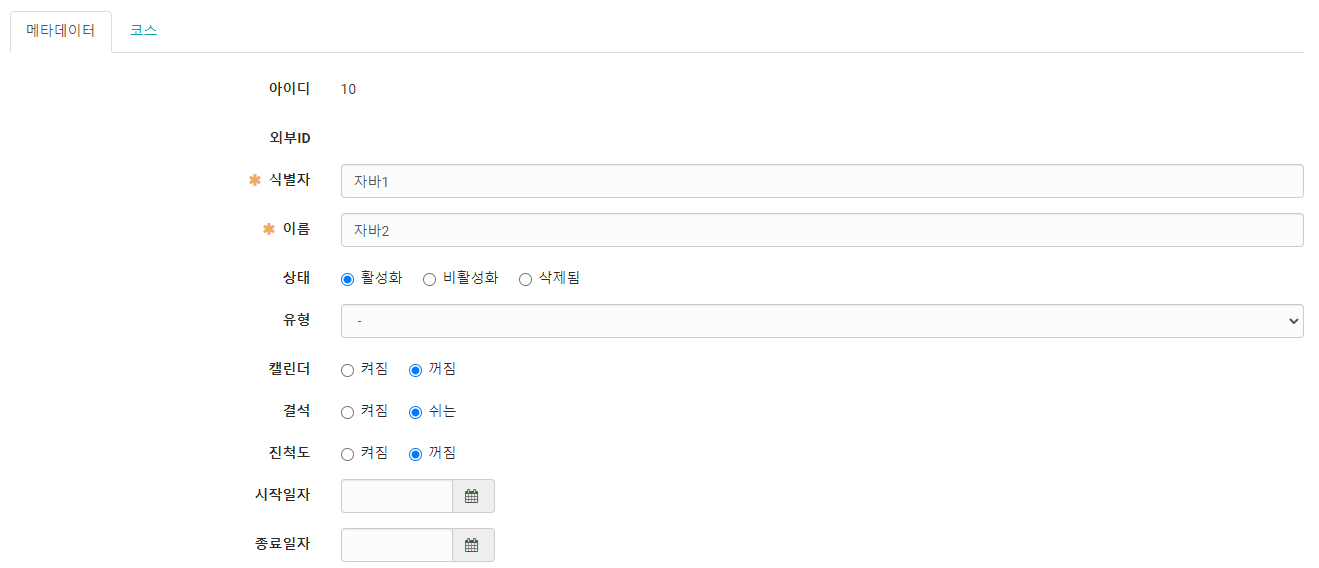 메타데이터 코스
아이디 10
외부ID
✱ 식별자 자바1
✱ 이름 자바2
상태 활성화 비활성화 삭제됨
유형 -
캘린더 켜짐 꺼짐
결석 켜짐 쉬는
진척도 켜짐 꺼짐
시작일자
종료일자